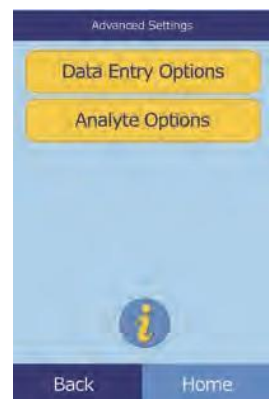 Advanced Settings
Data Entry Options
Analyte Options
i
Back Home